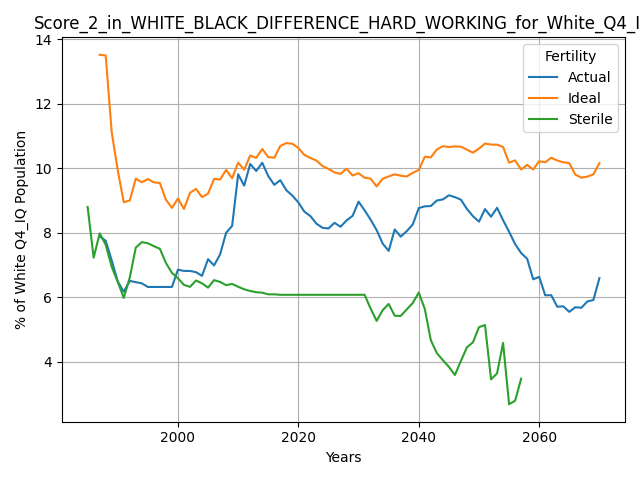 Score_2_in_WHITE_BLACK_DIFFERENCE_HARD_WORKING_for_White_Q4_I
Fertility
Actual
Ideal
Sterile
% of White Q4_IQ Population
14
12
10
8
6
4
2000
2020
2040
2060
Years